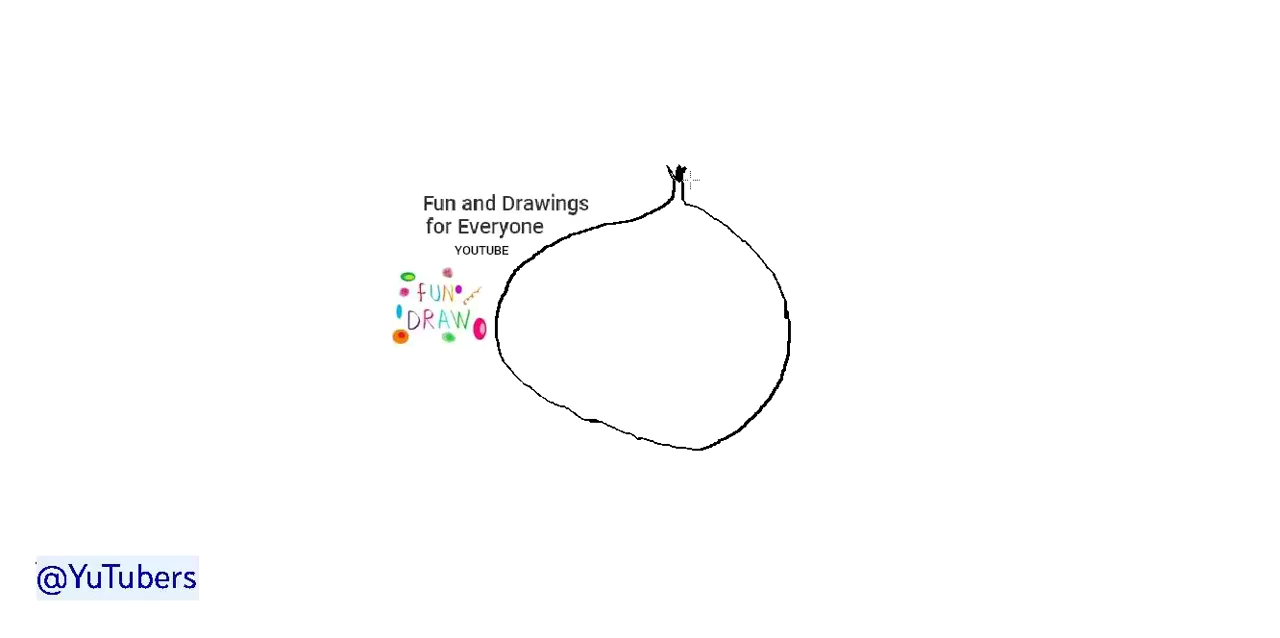 Fun and Drawings
for Everyone
YOUTUBE
FUN
DRAW
@YuTubers